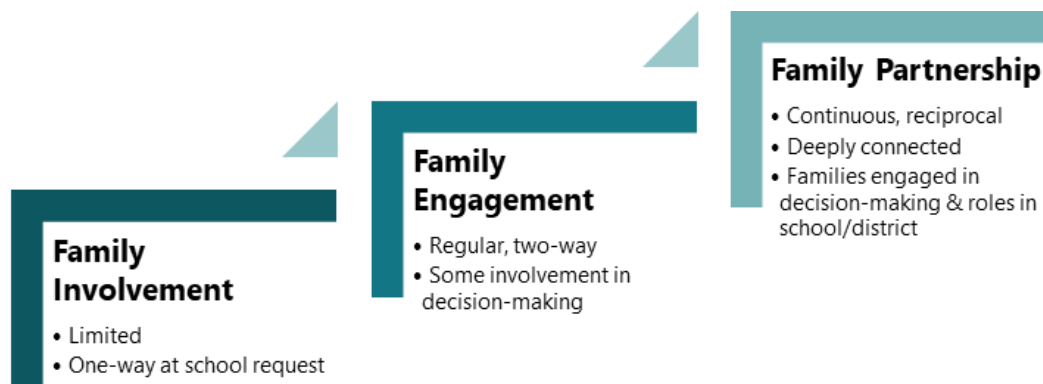 Family
Involvement
• Limited
• One-way at school request
Family
Engagement
• Regular, two-way
• Some involvement in
decision-making
Family Partnership
• Continuous, reciprocal
• Deeply connected
• Families engaged in
decision-making & roles in
school/district